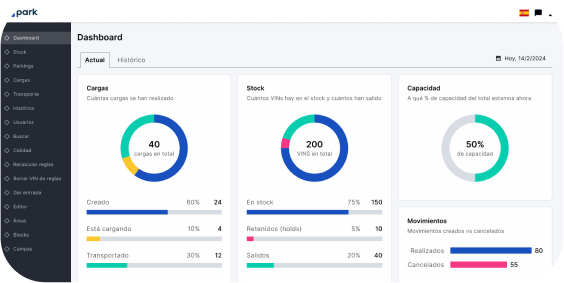 park
Dashboard
Stock
Parkings
Cargas
Transporte
Histórico
Usuarios
Buscar
Calidad
Recalcular reglas
Borrar VIN de reglas
Dar entrada
Editor
Áreas
Blocks
Campas
Dashboard
Actual
Histórico
Hoy, 14/2/2024
Cargas
Cuántas cargas se han realizado
40
cargas en total
Creado 60% 24
Está cargando 10% 4
Transportado 30% 12
Stock
Cuántos VINs hay en el stock y cuántos han salido
200
VINS en total
En stock 75% 150
Retenidos (holds) 5% 10
Salidos 20% 40
Capacidad
A qué % de capacidad del total estamos ahora
50%
de capacidad
Movimientos
Movimientos creados vs cancelados
Realizados 80
Cancelados 55